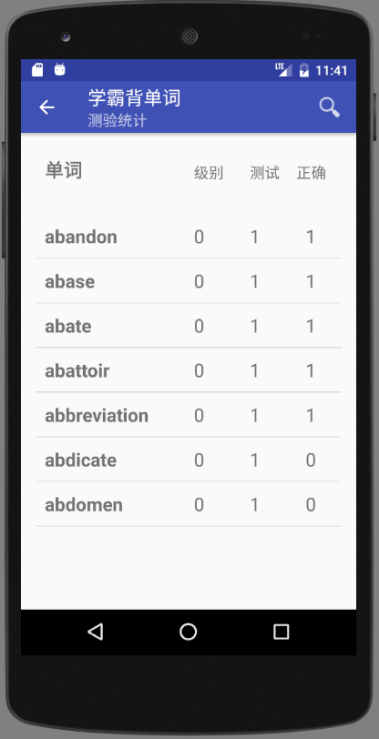 LTE 11:41
学霸背单词
测验统计
单词 级别 测试 正确
abandon 0 1 1
abase 0 1 1
abate 0 1 1
abattoir 0 1 1
abbreviation 0 1 1
abdicate 0 1 0
abdomen 0 1 0